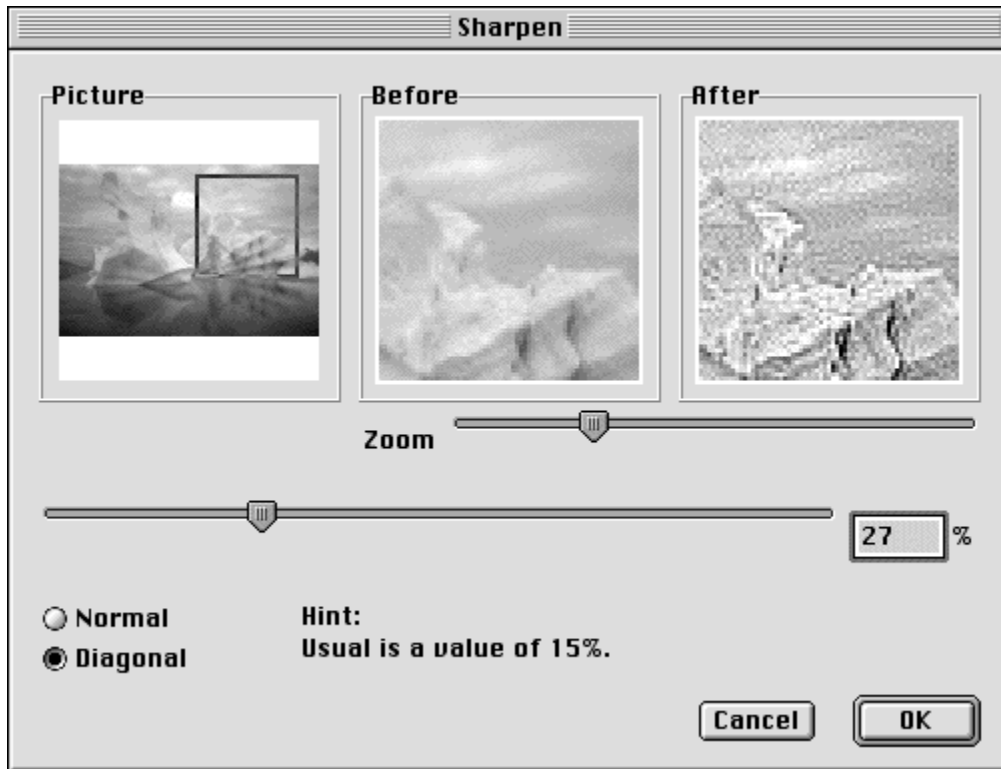 Sharpen
Picture
Before
After
Zoom
27 %
Normal
Diagonal
Hint:
Usual is a value of 15%.
Cancel
OK